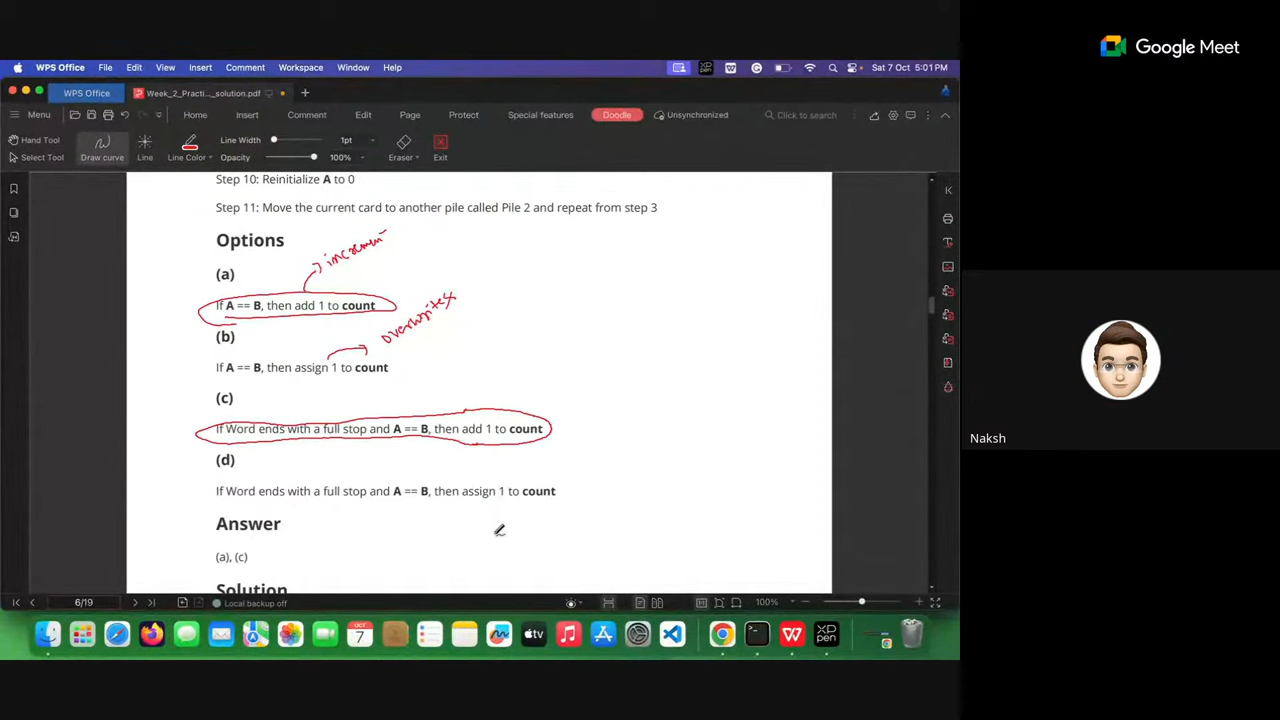 Google Meet
WPS Office File Edit View Insert Comment Workspace Window Help
Sat 7 Oct 5:01 PM
WPS Office
Week_2_Practi..._solution.pdf
Menu
Home Insert Comment Edit Page Protect Special features Doodle Unsynchronized Click to search
Hand Tool
Select Tool
Draw curve
Line
Line Color
Line Width 1pt
Opacity 100%
Eraser
Exit
Step 10: Reinitialize A to 0
Step 11: Move the current card to another pile called Pile 2 and repeat from step 3
Options
increment
(a)
If A == B, then add 1 to count
overwrite
(b)
If A == B, then assign 1 to count
(c)
If Word ends with a full stop and A == B, then add 1 to count
(d)
If Word ends with a full stop and A == B, then assign 1 to count
Answer
(a), (c)
Solution
6/19
Local backup off
100%
OCT
7
tv
XP
PEN
Naksh